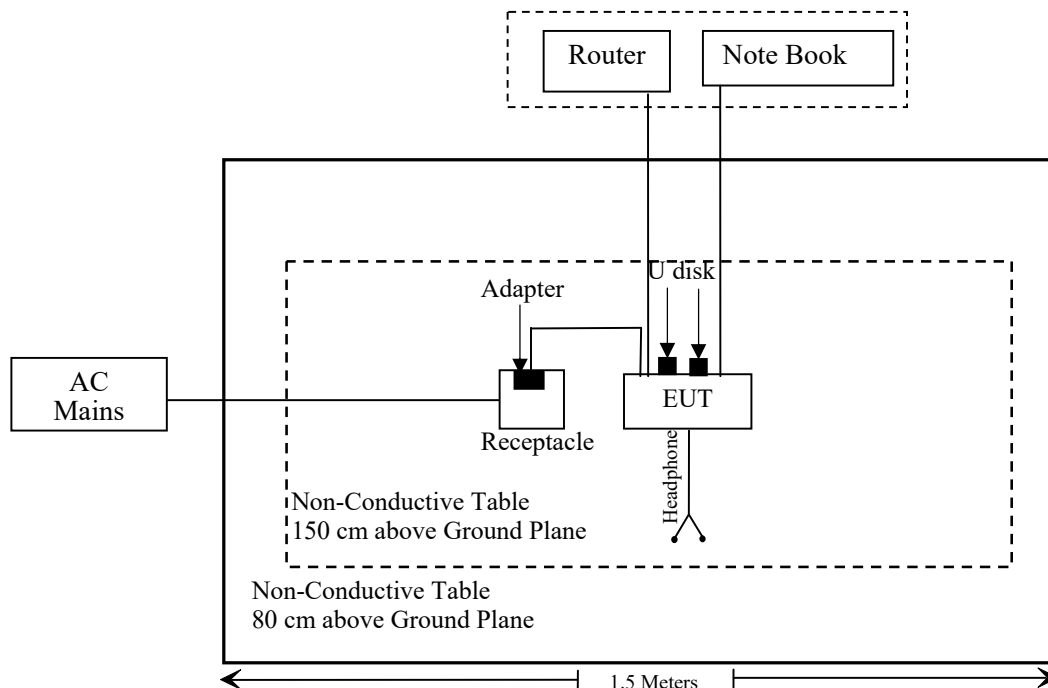 Router
Note Book
U disk
Adapter
AC
Mains
EUT
Receptacle
Headphone
Non-Conductive Table
150 cm above Ground Plane
Non-Conductive Table
80 cm above Ground Plane
1.5 Meters